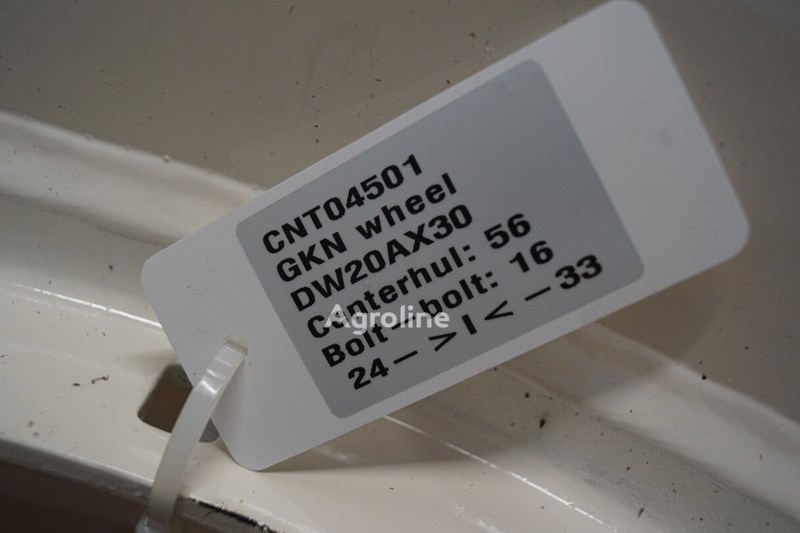 CNT04501
GKN wheel
DW20AX30
Centerhul: 56
Agroline
Bolt-bolt: 16
24- >I< -33